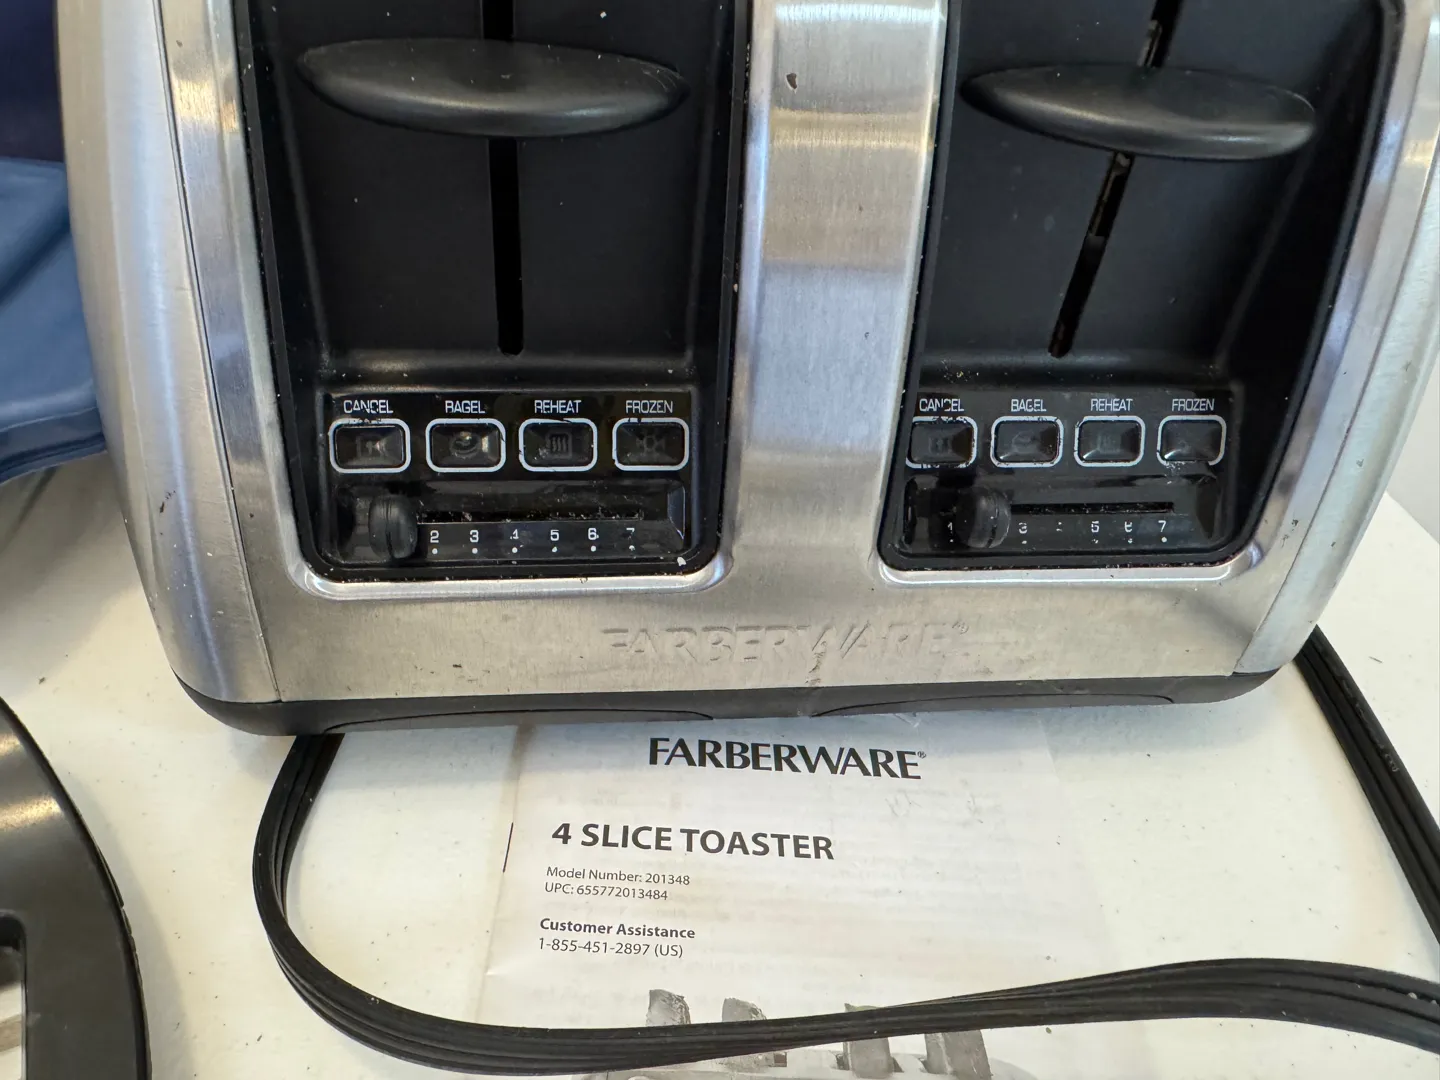 CANCEL BAGEL REHEAT FROZEN
2 3 4 5 6 7
CANCEL BAGEL REHEAT FROZEN
1 3 5 6 7
FARBERWARE®
FARBERWARE®
4 SLICE TOASTER
Model Number: 201348
UPC: 655772013484
Customer Assistance
1-855-451-2897 (US)